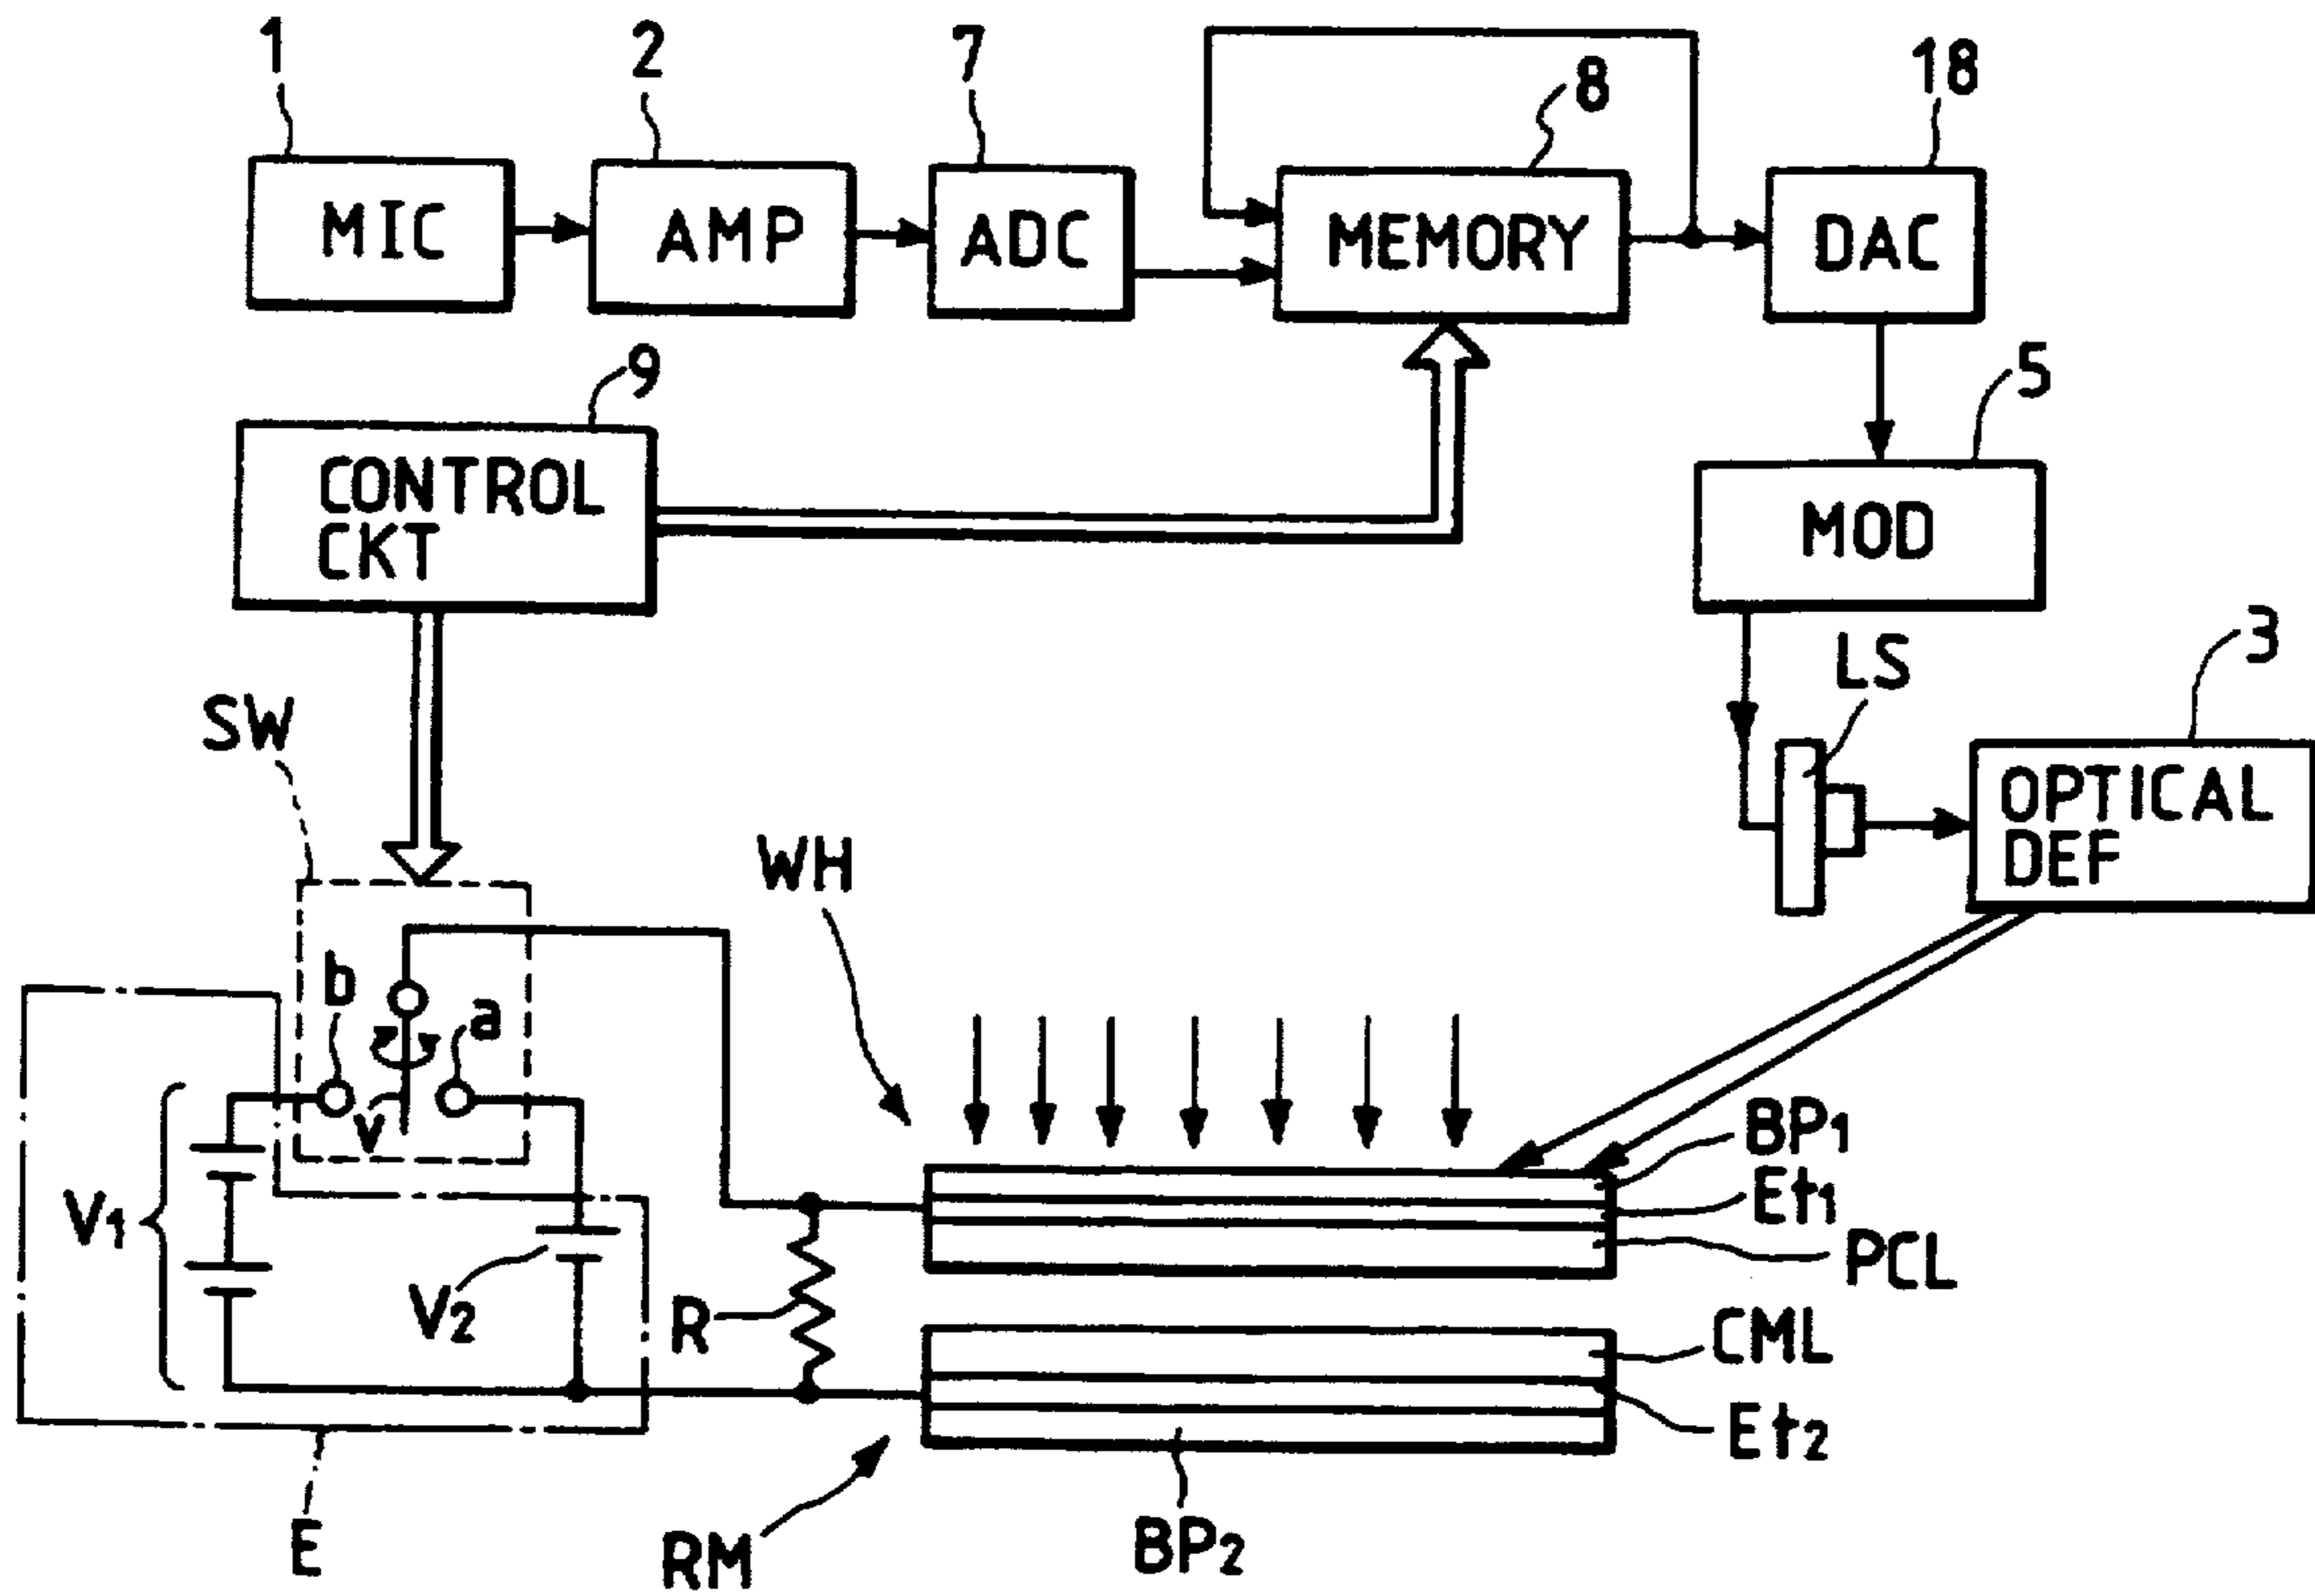 1
2
7
8
18
MIC
AMP
ADC
MEMORY
DAC
9
5
CONTROL
CKT
MOD
3
LS
SW
OPTICAL
DEF
WH
b
a
v
BP1
Et1
V1
PCL
V2
R
CML
Et2
E
RM
BP2